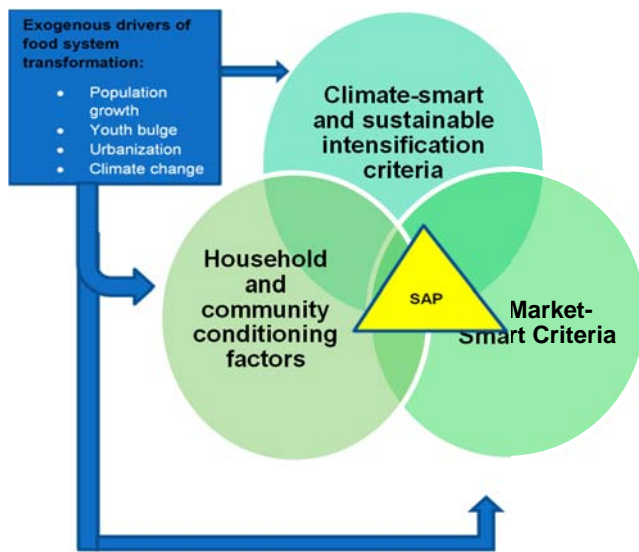 Exogenous drivers of
food system
transformation:
• Population
growth
• Youth bulge
• Urbanization
• Climate change
Climate-smart
and sustainable
intensification
criteria
Household
and
community
conditioning
factors
SAP
Market-
Smart Criteria